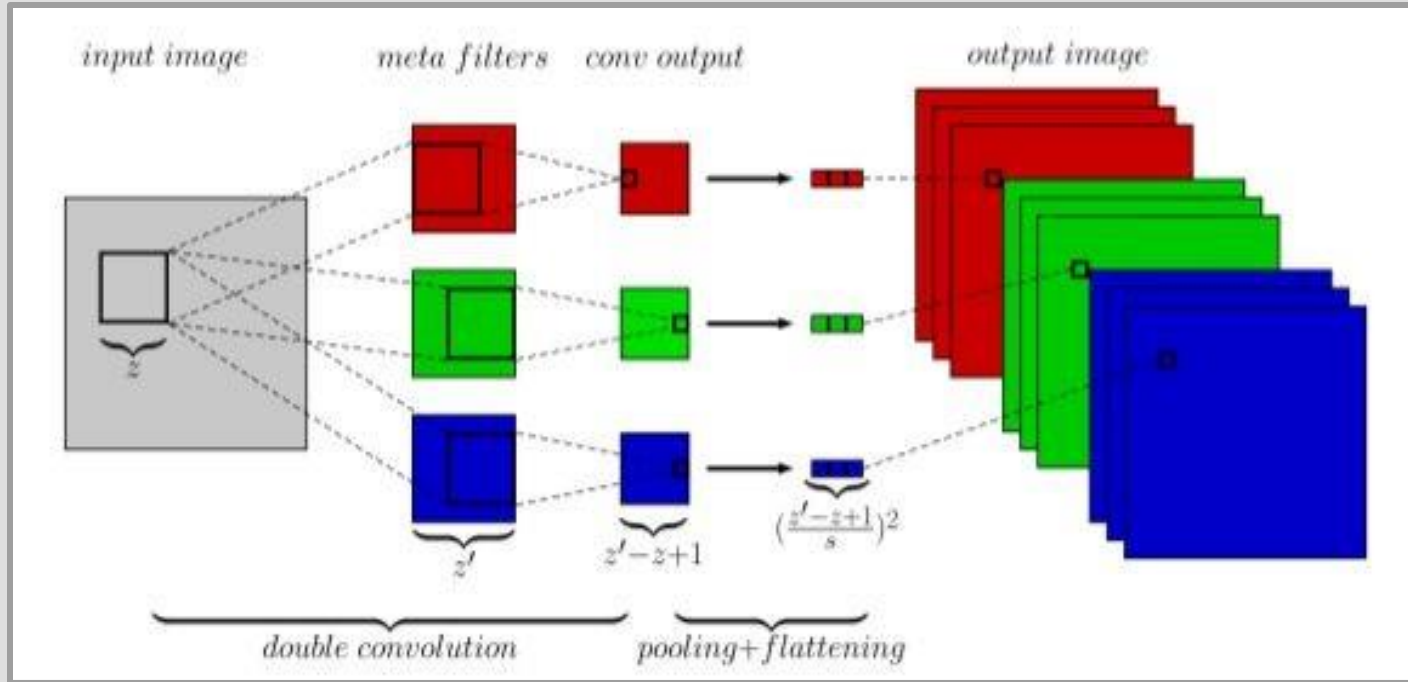 input image
meta filters
conv output
output image
z
z′
z′−z+1
(z′−z+1/s)²
double convolution
pooling+flattening